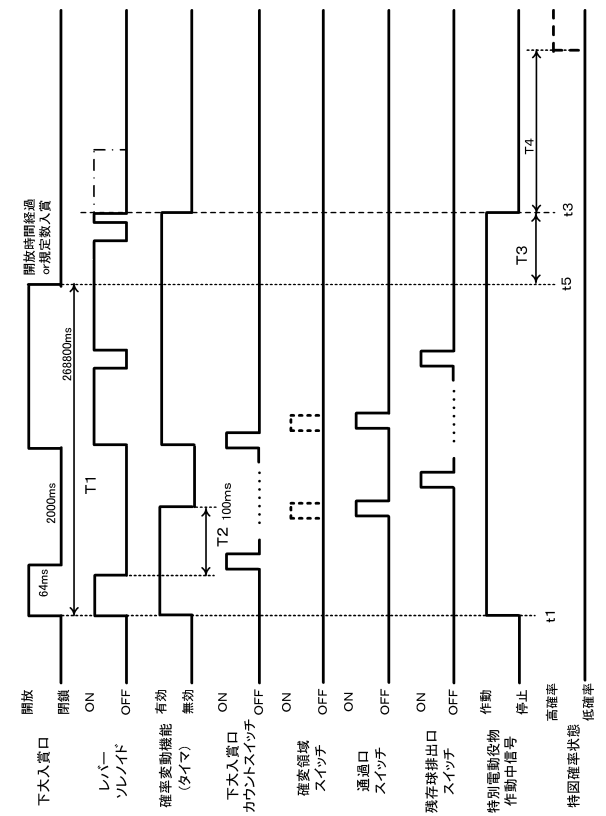 下大入賞口
開放
閉鎖
64ms
2000ms
268800ms
開放時間経過
or規定数入賞
T1
レバー
ソレノイド
ON
OFF
確率変動機能
(タイマ)
有効
無効
T2
100ms
下大入賞口
カウントスイッチ
ON
OFF
確変領域
スイッチ
ON
OFF
通過口
スイッチ
ON
OFF
残存球排出口
スイッチ
ON
OFF
特別電動役物
作動中信号
作動
停止
T3
T4
t1
t5
t3
特図確率状態
高確率
低確率